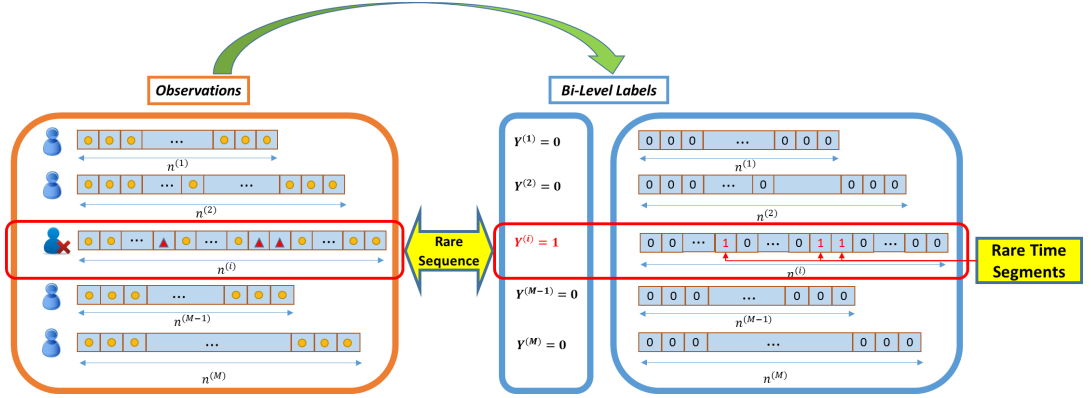 Observations
Bi-Level Labels
...
n^(1)
Y^(1) = 0
0 0 0 ... 0 0 0
n^(1)
... ...
n^(2)
Y^(2) = 0
0 0 0 ... 0 0 0 0
n^(2)
... ... ...
n^(i)
Rare
Sequence
Y^(i) = 1
0 0 ... 1 0 ... 0 1 1 0 ... 0 0
n^(i)
Rare Time
Segments
...
n^(M−1)
Y^(M−1) = 0
0 0 0 ... 0 0 0
n^(M−1)
...
n^(M)
Y^(M) = 0
0 0 0 ... 0 0 0
n^(M)